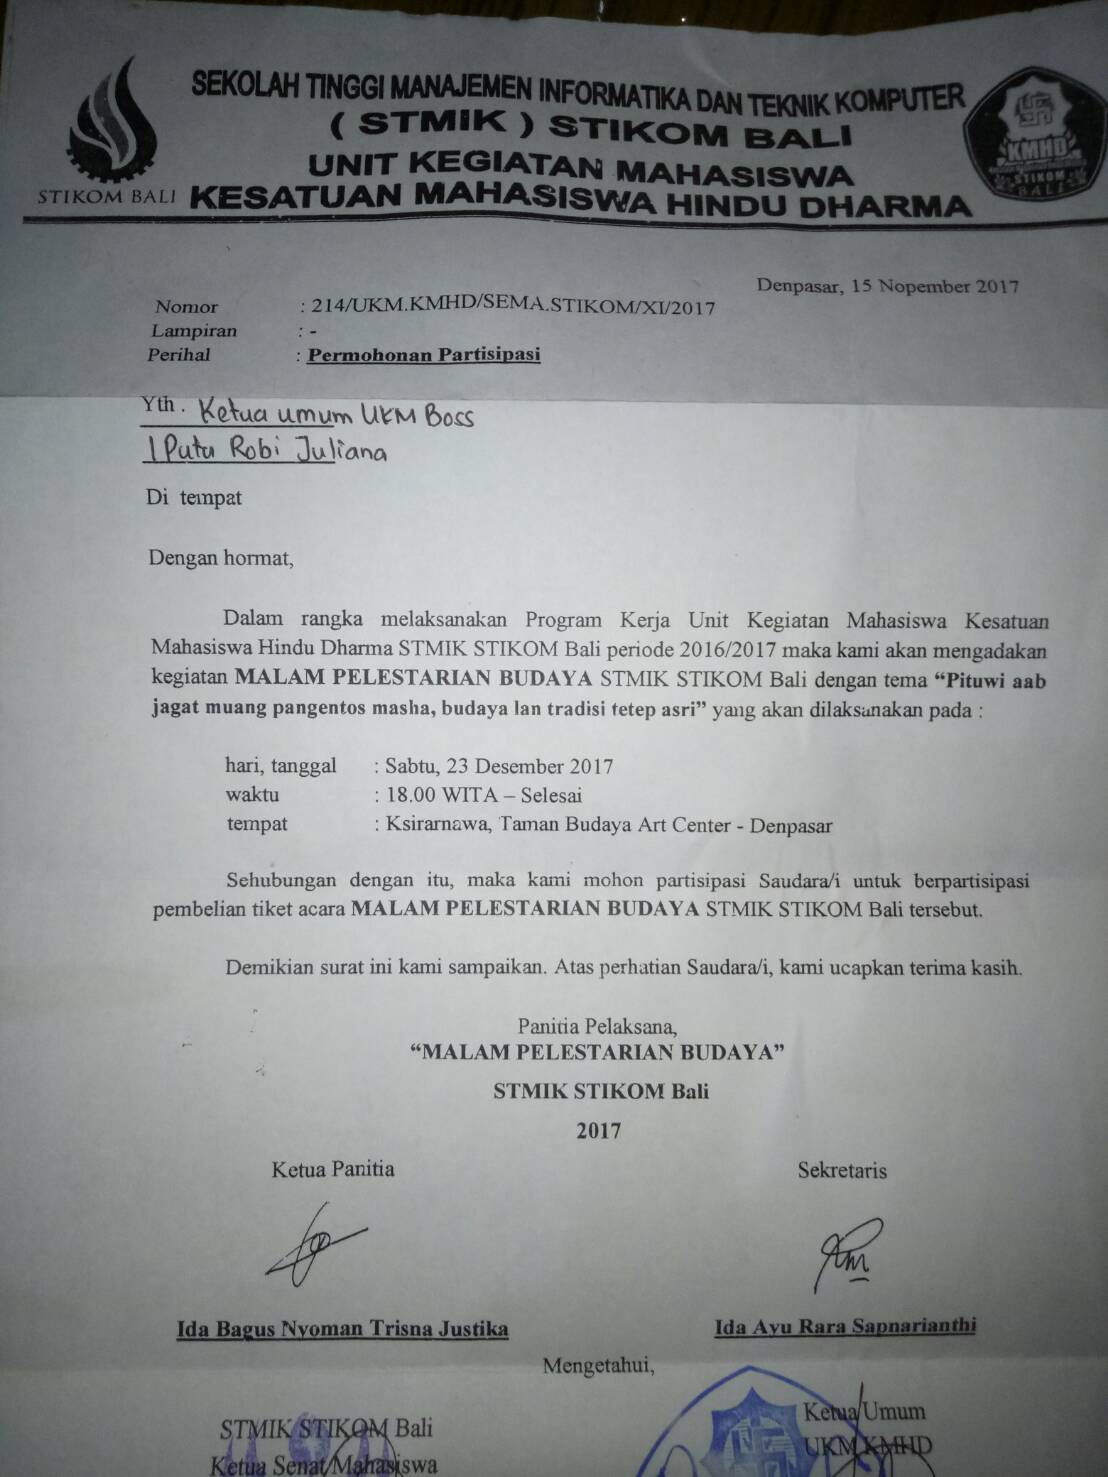 SEKOLAH TINGGI MANAJEMEN INFORMATIKA DAN TEKNIK KOMPUTER
( STMIK ) STIKOM BALI
UNIT KEGIATAN MAHASISWA
KESATUAN MAHASISWA HINDU DHARMA
STIKOM BALI
KMHD
STIKOM
BALI
Denpasar, 15 Nopember 2017
Nomor : 214/UKM.KMHD/SEMA.STIKOM/XI/2017
Lampiran : -
Perihal : Permohonan Partisipasi
Yth . Ketua umum UKM Boss
I Putu Robi Juliana
Di tempat
Dengan hormat,
Dalam rangka melaksanakan Program Kerja Unit Kegiatan Mahasiswa Kesatuan
Mahasiswa Hindu Dharma STMIK STIKOM Bali periode 2016/2017 maka kami akan mengadakan
kegiatan MALAM PELESTARIAN BUDAYA STMIK STIKOM Bali dengan tema “Pituwi aab
jagat muang pangentos masha, budaya lan tradisi tetep asri” yang akan dilaksanakan pada :
hari, tanggal : Sabtu, 23 Desember 2017
waktu : 18.00 WITA – Selesai
tempat : Ksirarnawa, Taman Budaya Art Center - Denpasar
Sehubungan dengan itu, maka kami mohon partisipasi Saudara/i untuk berpartisipasi
pembelian tiket acara MALAM PELESTARIAN BUDAYA STMIK STIKOM Bali tersebut.
Demikian surat ini kami sampaikan. Atas perhatian Saudara/i, kami ucapkan terima kasih.
Panitia Pelaksana,
“MALAM PELESTARIAN BUDAYA”
STMIK STIKOM Bali
2017
Ketua Panitia
Sekretaris
Ida Bagus Nyoman Trisna Justika
Ida Ayu Rara Sapnarianthi
Mengetahui,
STMIK STIKOM Bali
Ketua Senat Mahasiswa
Ketua Umum
UKM KMHD